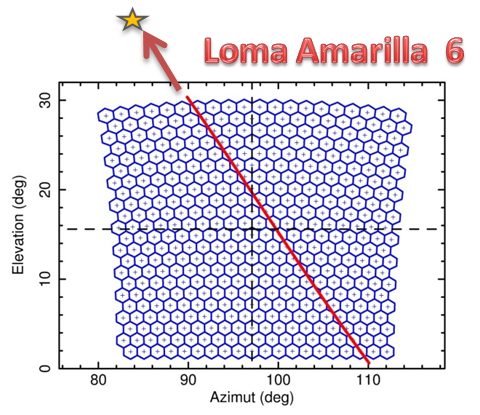 Loma Amarilla 6
30
20
10
0
Elevation (deg)
80 90 100 110
Azimut (deg)